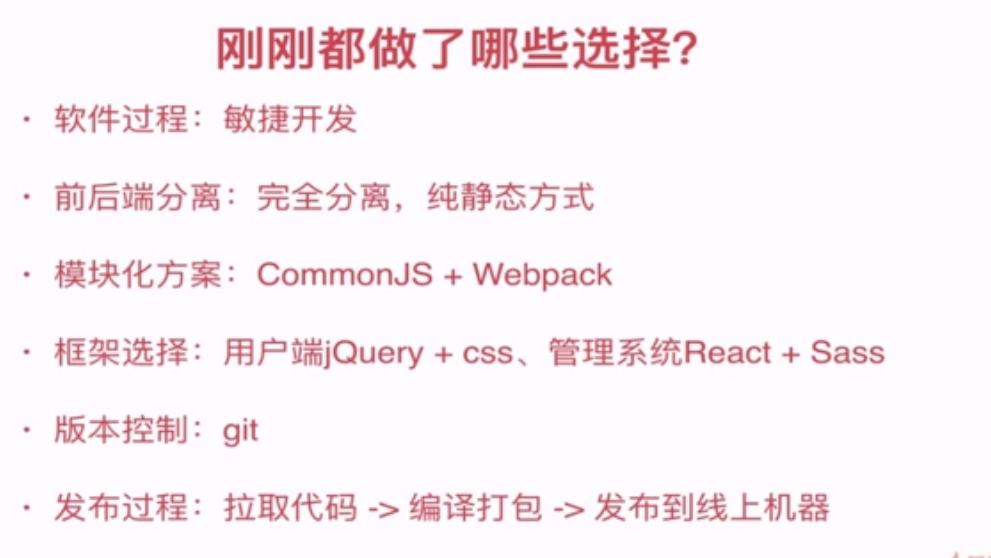 刚刚都做了哪些选择?
· 软件过程：敏捷开发
· 前后端分离：完全分离，纯静态方式
· 模块化方案：CommonJS + Webpack
· 框架选择：用户端jQuery + css、管理系统React + Sass
· 版本控制：git
· 发布过程：拉取代码 -> 编译打包 -> 发布到线上机器